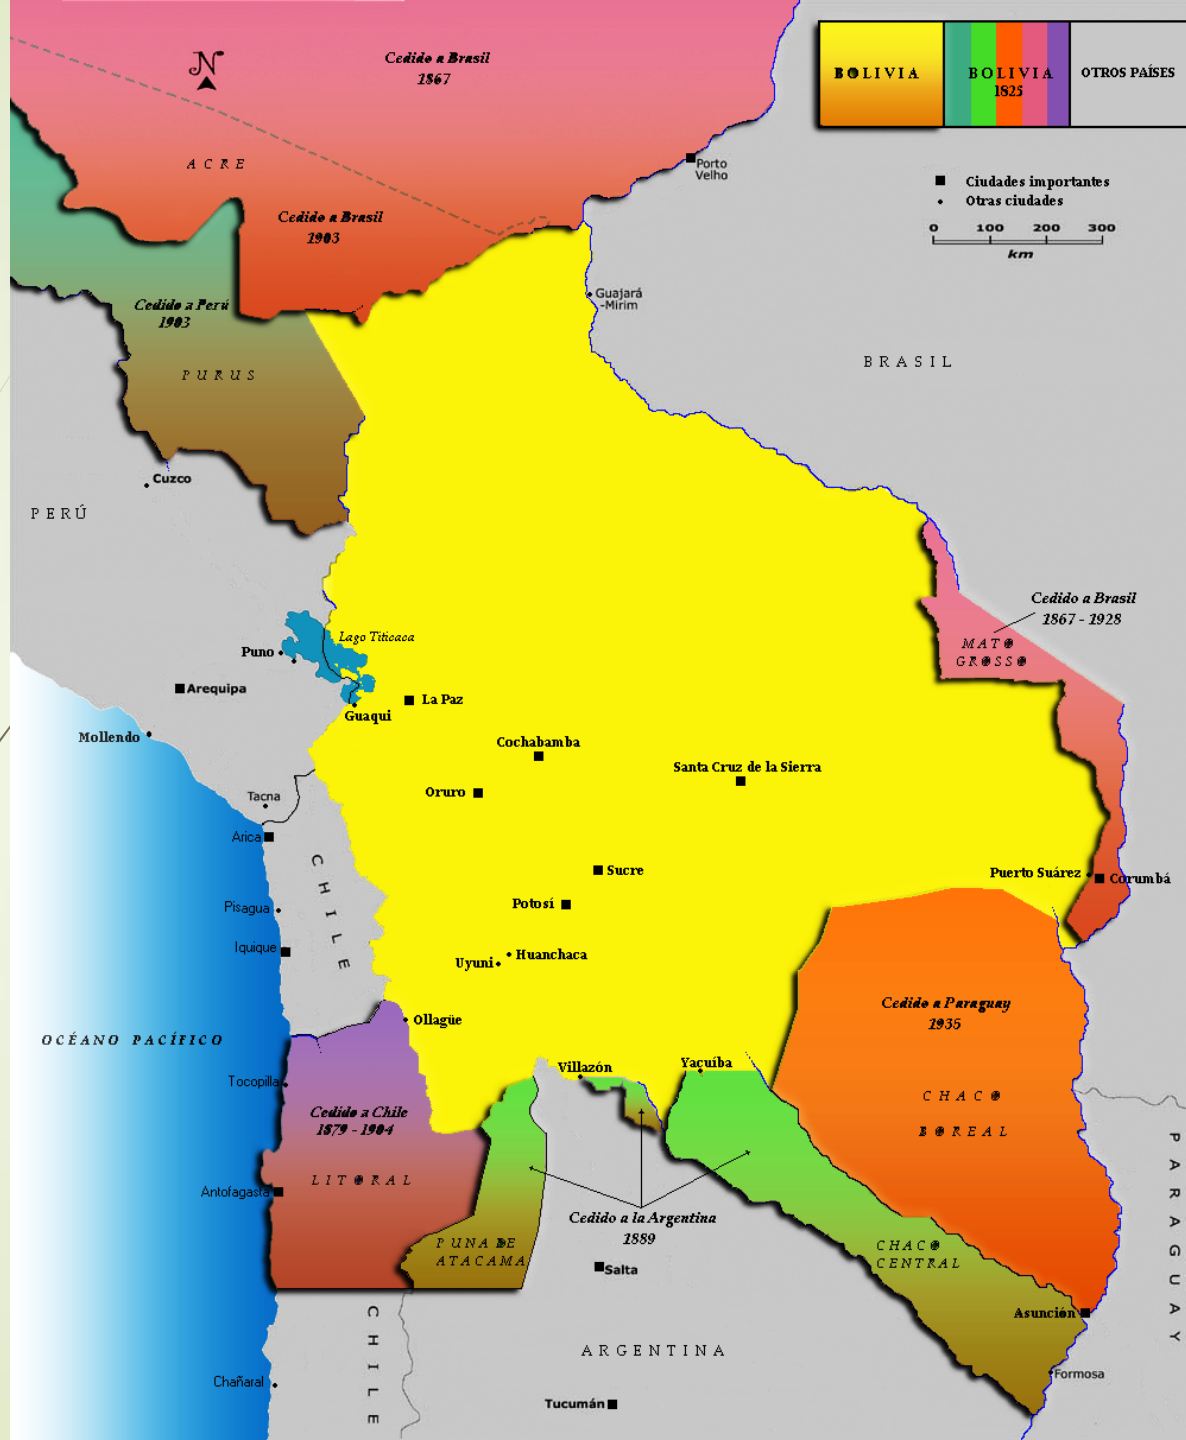 Cedido a Brasil
1867
N
BOLIVIA
BOLIVIA
1825
OTROS PAÍSES
ACRE
Porto
Velho
Ciudades importantes
Otras ciudades
0 100 200 300
km
Cedido a Brasil
1903
Cedido a Perú
1903
Guajará
-Mirim
BRASIL
PURUS
Cuzco
PERÚ
Cedido a Brasil
1867 - 1928
MATO
GROSSO
Lago Titicaca
Puno
Arequipa
La Paz
Guaqui
Mollendo
Cochabamba
Santa Cruz de la Sierra
Oruro
Tacna
Arica
CHILE
Sucre
Puerto Suárez
Corumbá
Potosí
Pisagua
Iquique
Huanchaca
Uyuni
Cedido a Paraguay
1935
Ollagüe
OCÉANO PACÍFICO
Villazón
Yacuíba
Tocopilla
CHACO
BOREAL
Cedido a Chile
1879 - 1904
LITORAL
PARAGUAY
Antofagasta
Cedido a la Argentina
1889
PUNA DE
ATACAMA
CHACO
CENTRAL
Salta
Asunción
CHILE
ARGENTINA
Formosa
Chañaral
Tucumán